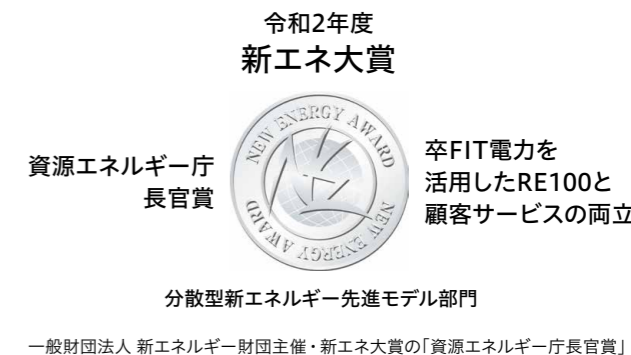 令和2年度
新エネ大賞
資源エネルギー庁
長官賞
NEW ENERGY AWARD
NEW ENERGY AWARD
卒FIT電力を
活用したRE100と
顧客サービスの両立
分散型新エネルギー先進モデル部門
一般財団法人 新エネルギー財団主催・新エネ大賞の「資源エネルギー庁長官賞」